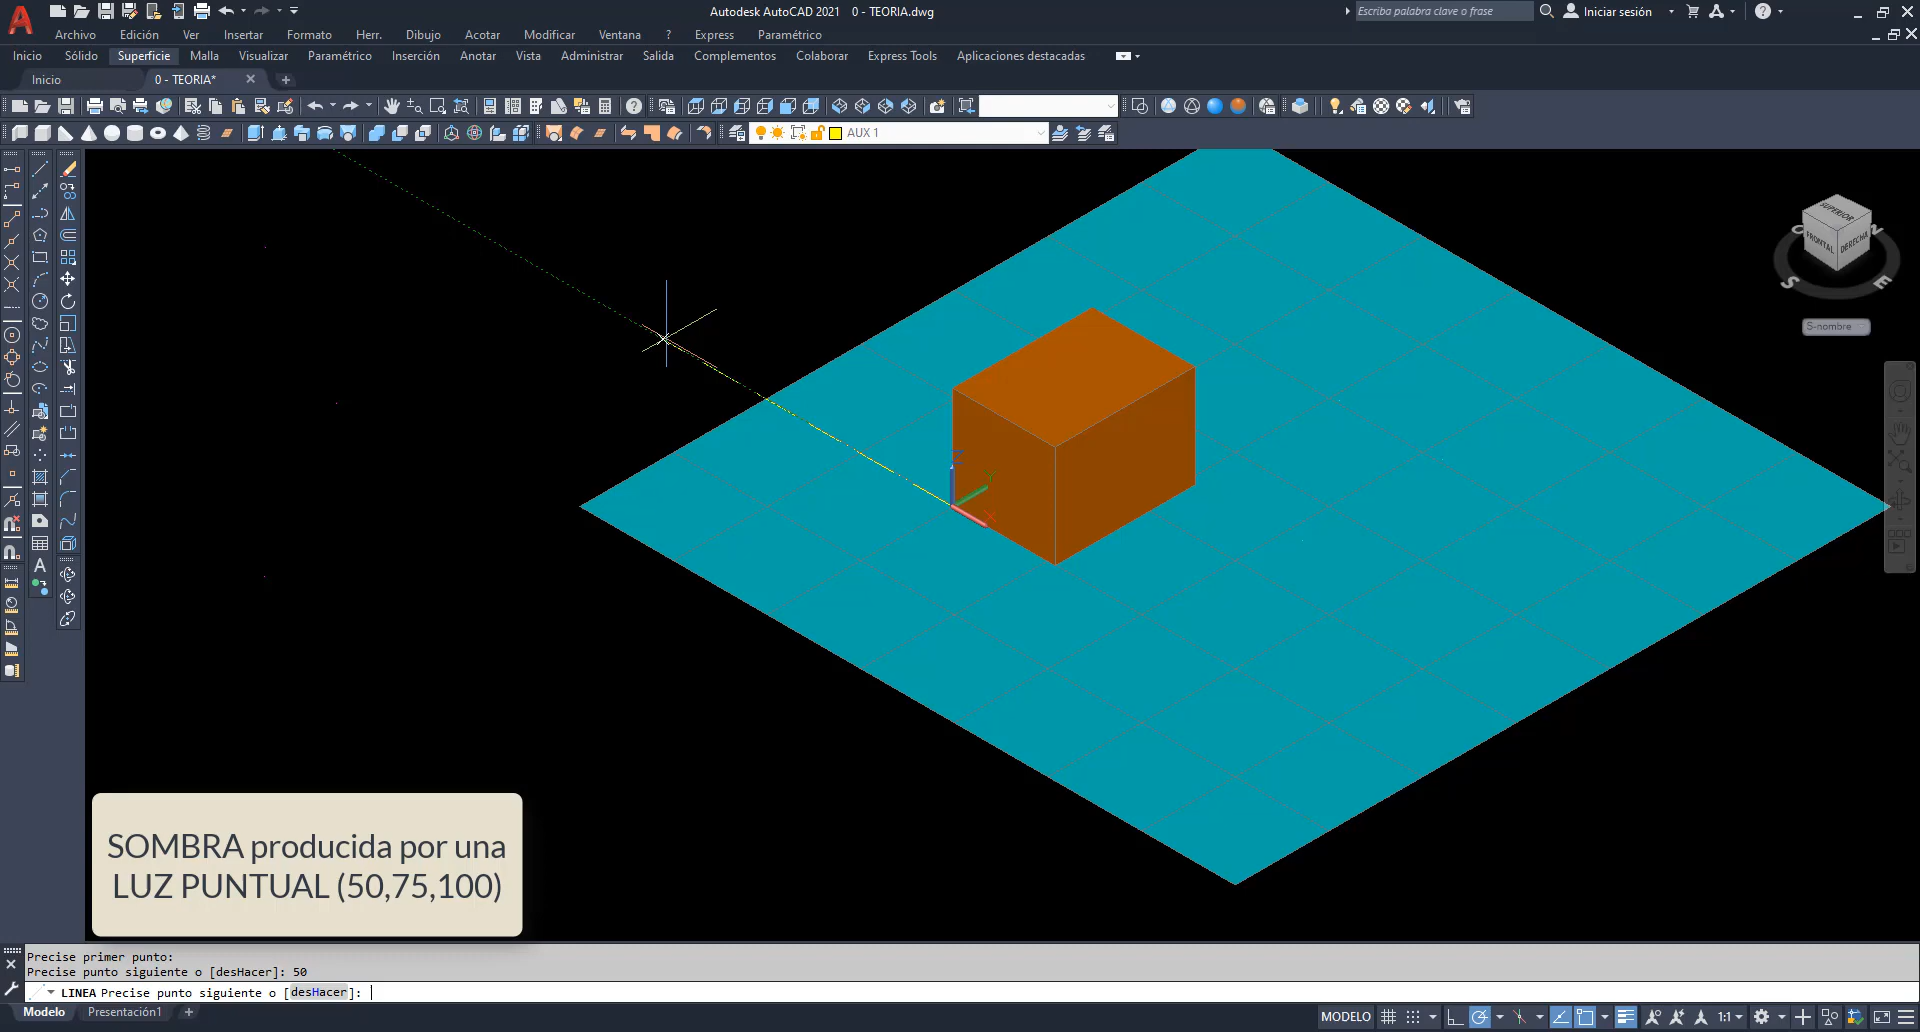 Autodesk AutoCAD 2021 0 - TEORIA.dwg
Escriba palabra clave o frase
Iniciar sesión
Archivo Edición Ver Insertar Formato Herr. Dibujo Acotar Modificar Ventana ? Express Paramétrico
Inicio Sólido Superficie Malla Visualizar Paramétrico Inserción Anotar Vista Administrar Salida Complementos Colaborar Express Tools Aplicaciones destacadas
Inicio
0 - TEORIA*
AUX 1
SUPERIOR
FRONTAL
DERECHA
S
E
S-nombre
Z
Y
X
SOMBRA producida por una
LUZ PUNTUAL (50,75,100)
Precise primer punto:
Precise punto siguiente o [desHacer]: 50
LINEA Precise punto siguiente o [desHacer]:
Modelo Presentación1
MODELO
1:1